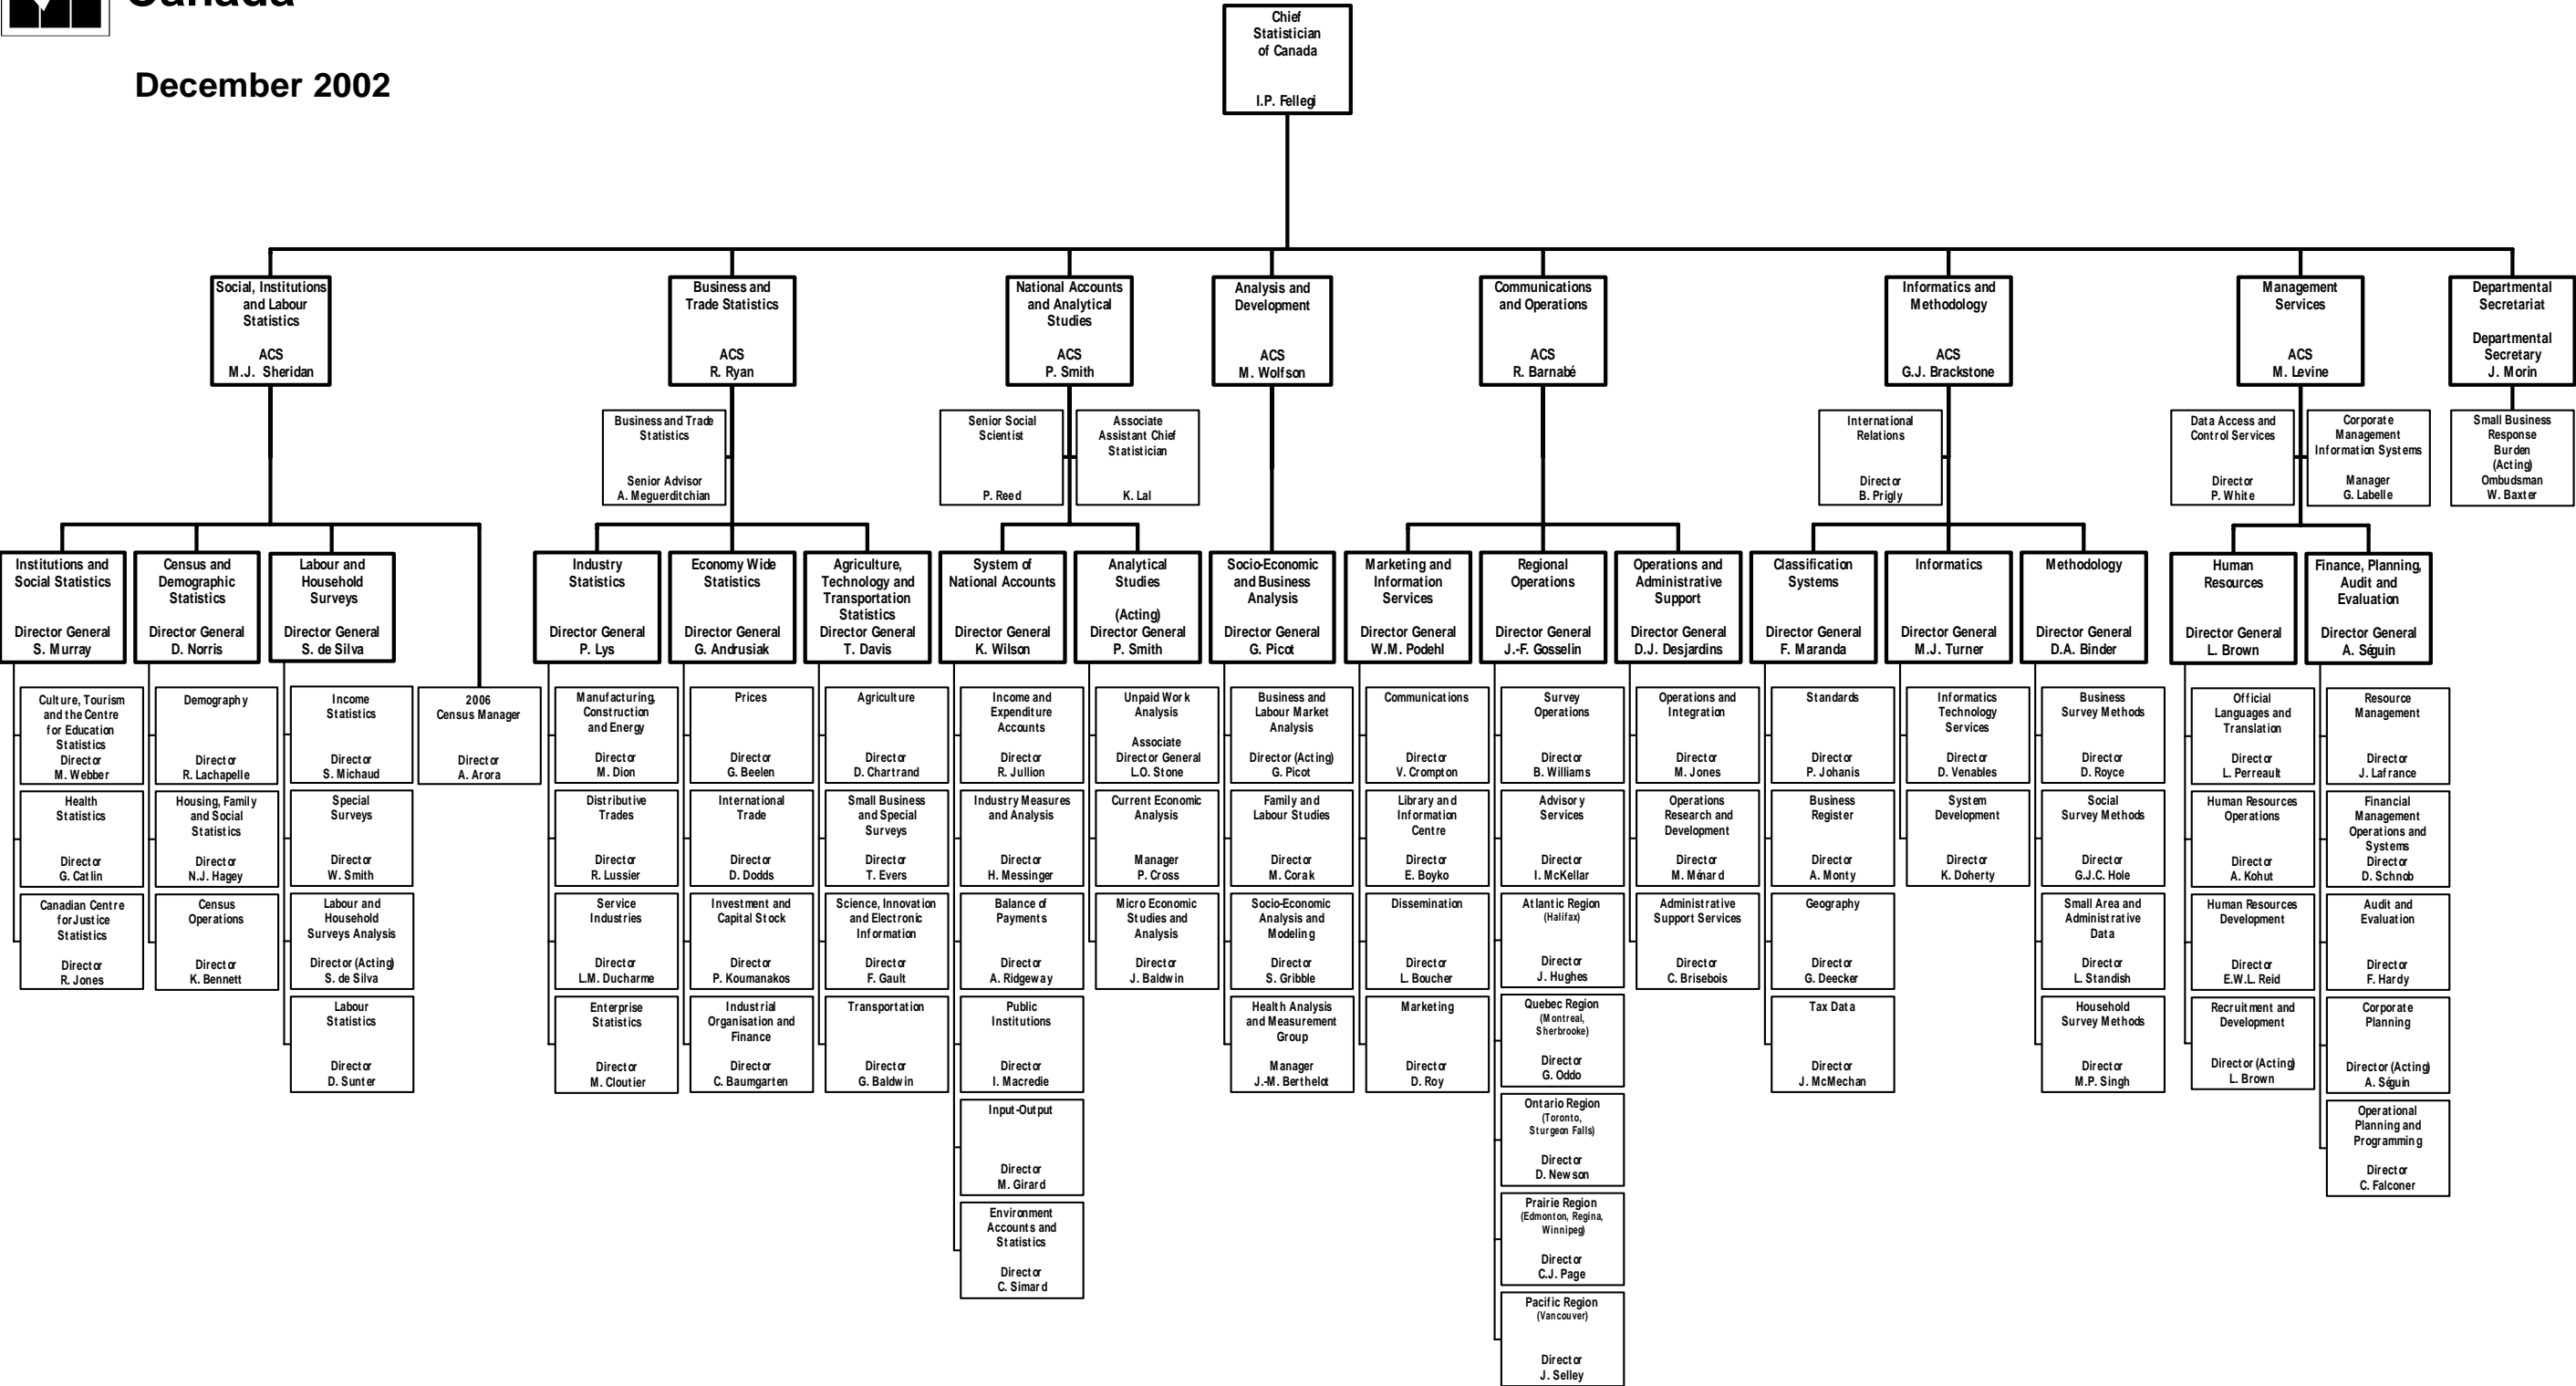 Canada
December 2002
Chief
Statistician
of Canada
I.P. Fellegi
Social, Institutions
and Labour
Statistics
ACS
M.J. Sheridan
Business and
Trade Statistics
ACS
R. Ryan
National Accounts
and Analytical
Studies
ACS
P. Smith
Analysis and
Development
ACS
M. Wolfson
Communications
and Operations
ACS
R. Barnabé
Informatics and
Methodology
ACS
G.J. Brackstone
Management
Services
ACS
M. Levine
Departmental
Secretariat
Departmental
Secretary
J. Morin
Business and Trade
Statistics
Senior Advisor
A. Meguerditchian
Senior Social
Scientist
P. Reed
Associate
Assistant Chief
Statistician
K. Lal
International
Relations
Director
B. Prigly
Data Access and
Control Services
Director
P. White
Corporate
Management
Information Systems
Manager
G. Labelle
Small Business
Response
Burden
(Acting)
Ombudsman
W. Baxter
Institutions and
Social Statistics
Director General
S. Murray
Census and
Demographic
Statistics
Director General
D. Norris
Labour and
Household
Surveys
Director General
S. de Silva
Industry
Statistics
Director General
P. Lys
Economy Wide
Statistics
Director General
G. Andrusiak
Agriculture,
Technology and
Transportation
Statistics
Director General
T. Davis
System of
National Accounts
Director General
K. Wilson
Analytical
Studies
(Acting)
Director General
P. Smith
Socio-Economic
and Business
Analysis
Director General
G. Picot
Marketing and
Information
Services
Director General
W.M. Podehl
Regional
Operations
Director General
J.-F. Gosselin
Operations and
Administrative
Support
Director General
D.J. Desjardins
Classification
Systems
Director General
F. Maranda
Informatics
Director General
M.J. Turner
Methodology
Director General
D.A. Binder
Human
Resources
Director General
L. Brown
Finance, Planning,
Audit and
Evaluation
Director General
A. Séguin
Culture, Tourism
and the Centre
for Education
Statistics
Director
M. Webber
Health
Statistics
Director
G. Catlin
Canadian Centre
for Justice
Statistics
Director
R. Jones
Demography
Director
R. Lachapelle
Housing, Family
and Social
Statistics
Director
N.J. Hagey
Census
Operations
Director
K. Bennett
Income
Statistics
Director
S. Michaud
Special
Surveys
Director
W. Smith
Labour and
Household
Surveys Analysis
Director (Acting)
S. de Silva
Labour
Statistics
Director
D. Sunter
2006
Census Manager
Director
A. Arora
Manufacturing,
Construction
and Energy
Director
M. Dion
Distributive
Trades
Director
R. Lussier
Service
Industries
Director
L.M. Ducharme
Enterprise
Statistics
Director
M. Cloutier
Prices
Director
G. Beelen
International
Trade
Director
D. Dodds
Investment and
Capital Stock
Director
P. Koumanakos
Industrial
Organisation and
Finance
Director
C. Baumgarten
Agriculture
Director
D. Chartrand
Small Business
and Special
Surveys
Director
T. Evers
Science, Innovation
and Electronic
Information
Director
F. Gault
Transportation
Director
G. Baldwin
Income and
Expenditure
Accounts
Director
R. Jullion
Industry Measures
and Analysis
Director
H. Messinger
Balance of
Payments
Director
A. Ridgeway
Public
Institutions
Director
I. Macredie
Input-Output
Director
M. Girard
Environment
Accounts and
Statistics
Director
C. Simard
Unpaid Work
Analysis
Associate
Director General
L.O. Stone
Current Economic
Analysis
Manager
P. Cross
Micro Economic
Studies and
Analysis
Director
J. Baldwin
Business and
Labour Market
Analysis
Director (Acting)
G. Picot
Family and
Labour Studies
Director
M. Corak
Socio-Economic
Analysis and
Modeling
Director
S. Gribble
Health Analysis
and Measurement
Group
Manager
J.-M. Berthelot
Communications
Director
V. Crompton
Library and
Information
Centre
Director
E. Boyko
Dissemination
Director
L. Boucher
Marketing
Director
D. Roy
Survey
Operations
Director
B. Williams
Advisory
Services
Director
I. McKellar
Atlantic Region
(Halifax)
Director
J. Hughes
Quebec Region
(Montreal,
Sherbrooke)
Director
G. Oddo
Ontario Region
(Toronto,
Sturgeon Falls)
Director
D. Newson
Prairie Region
(Edmonton, Regina,
Winnipeg)
Director
C.J. Page
Pacific Region
(Vancouver)
Director
J. Selley
Operations and
Integration
Director
M. Jones
Operations
Research and
Development
Director
M. Ménard
Administrative
Support Services
Director
C. Brisebois
Standards
Director
P. Johanis
Business
Register
Director
A. Monty
Geography
Director
G. Deecker
Tax Data
Director
J. McMechan
Informatics
Technology
Services
Director
D. Venables
System
Development
Director
K. Doherty
Business
Survey Methods
Director
D. Royce
Social
Survey Methods
Director
G.J.C. Hole
Small Area and
Administrative
Data
Director
L. Standish
Household
Survey Methods
Director
M.P. Singh
Official
Languages and
Translation
Director
L. Perreault
Human Resources
Operations
Director
A. Kohut
Human Resources
Development
Director
E.W.L. Reid
Recruitment and
Development
Director (Acting)
L. Brown
Resource
Management
Director
J. Lafrance
Financial
Management
Operations and
Systems
Director
D. Schnob
Audit and
Evaluation
Director
F. Hardy
Corporate
Planning
Director (Acting)
A. Séguin
Operational
Planning and
Programming
Director
C. Falconer